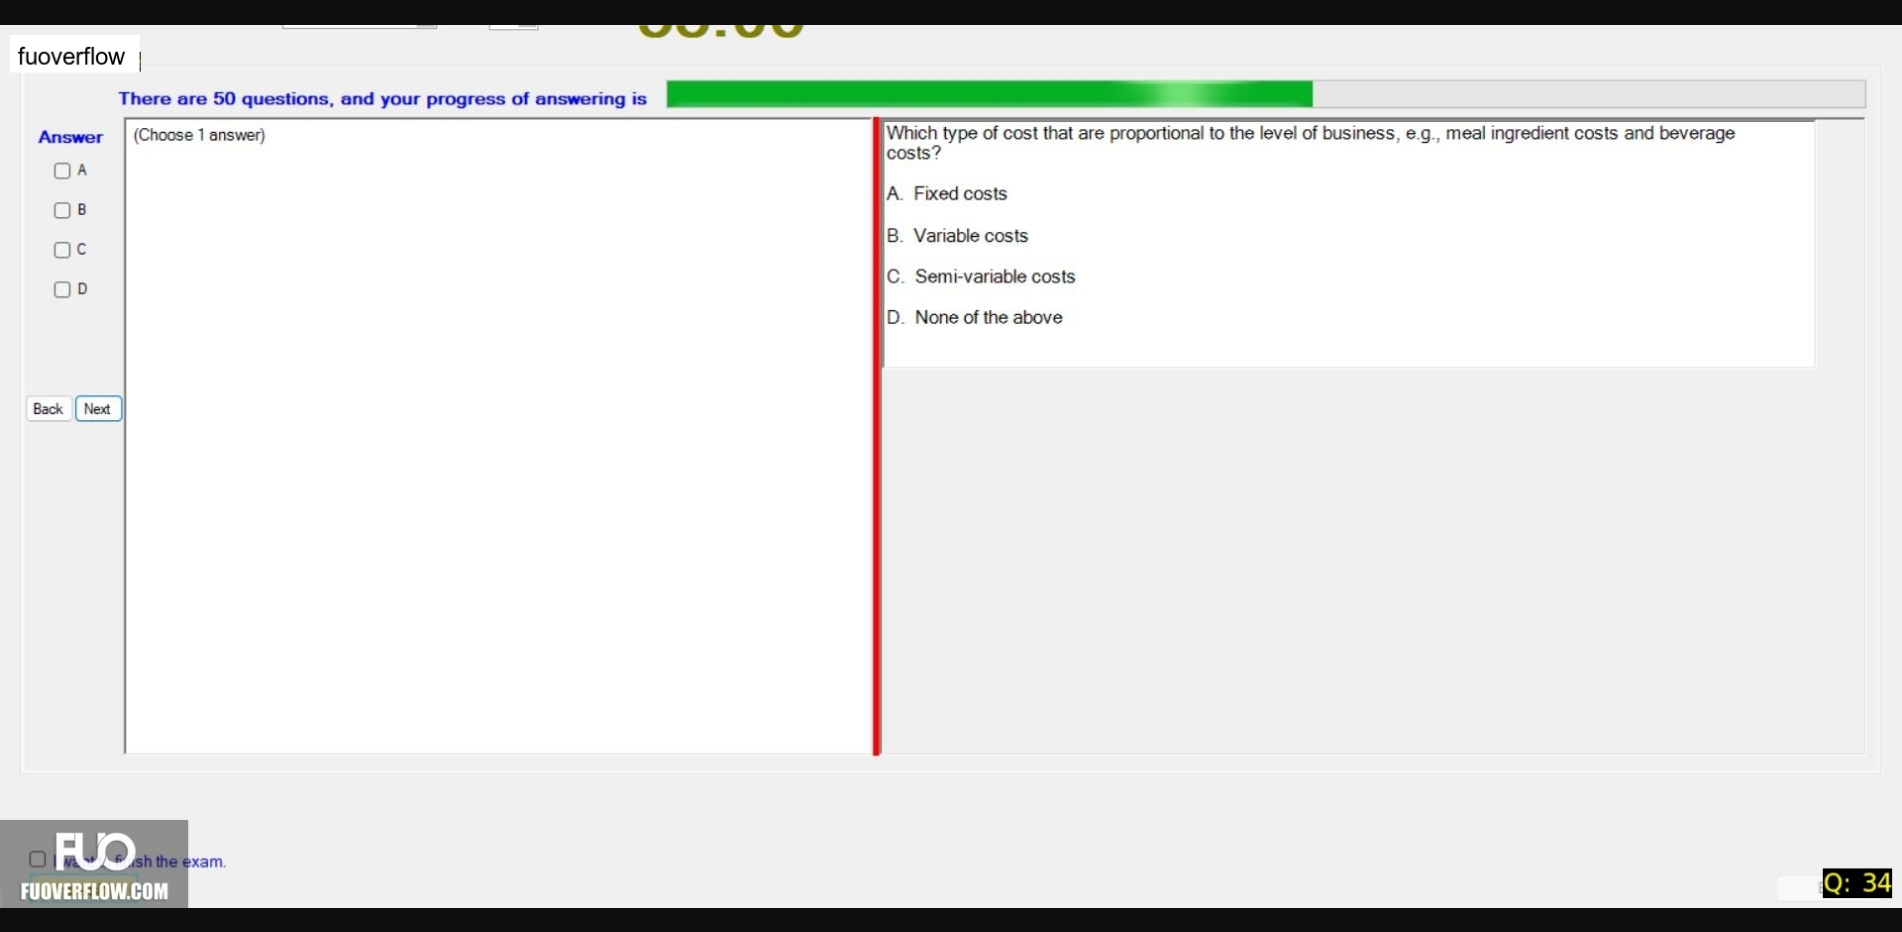 fuoverflow
There are 50 questions, and your progress of answering is
Answer
(Choose 1 answer)
A
B
C
D
Back
Next
Which type of cost that are proportional to the level of business, e.g., meal ingredient costs and beverage
costs?
A. Fixed costs
B. Variable costs
C. Semi-variable costs
D. None of the above
FUO
sh the exam.
FUOVERFLOW.COM
Q: 34